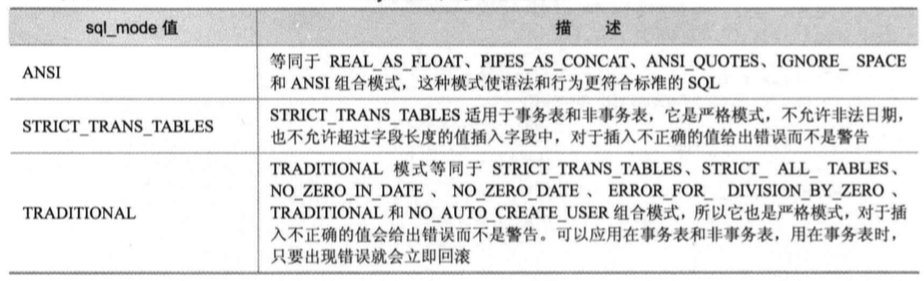 sql_mode 值 描 述
ANSI
等同于 REAL_AS_FLOAT、PIPES_AS_CONCAT、ANSI_QUOTES、IGNORE_ SPACE
和 ANSI 组合模式，这种模式使语法和行为更符合标准的 SQL
STRICT_TRANS_TABLES
STRICT_TRANS_TABLES 适用于事务表和非事务表，它是严格模式，不允许非法日期，
也不允许超过字段长度的值插入字段中，对于插入不正确的值给出错误而不是警告
TRADITIONAL
TRADITIONAL 模式等同于 STRICT_TRANS_TABLES、STRICT_ ALL_ TABLES、
NO_ZERO_IN_DATE 、 NO_ZERO_DATE 、 ERROR_FOR_ DIVISION_BY_ZERO 、
TRADITIONAL 和 NO_AUTO_CREATE_USER 组合模式，所以它也是严格模式，对于插
入不正确的值会给出错误而不是警告。可以应用在事务表和非事务表，用在事务表时，
只要出现错误就会立即回滚